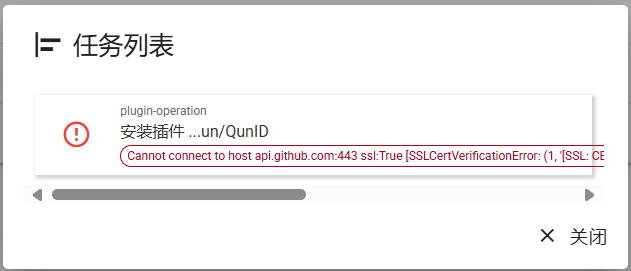 任务列表
plugin-operation
安装插件 ...un/QunID
Cannot connect to host api.github.com:443 ssl:True [SSLCertVerificationError: (1, '[SSL: CE
关闭